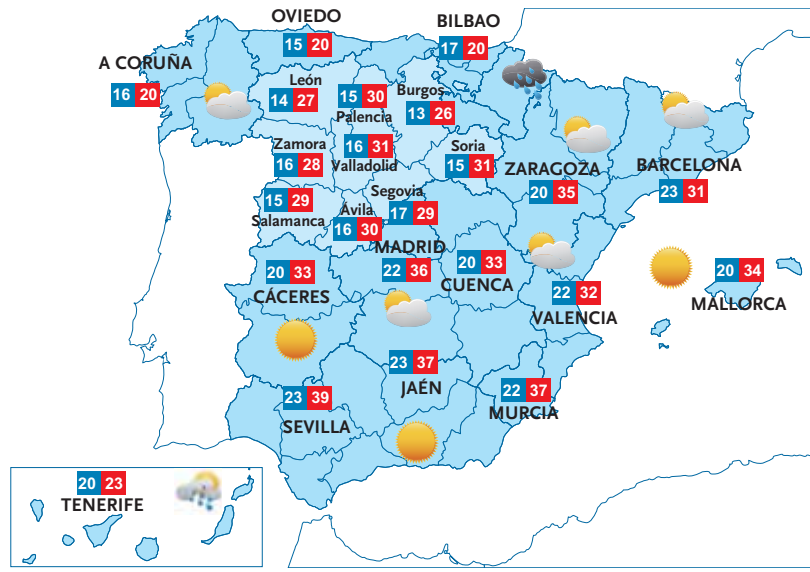 OVIEDO
15 20
BILBAO
17 20
A CORUÑA
16 20
León
14 27
15 30
Palencia
Burgos
13 26
Zamora
16 28
16 31
Valladolid
Soria
15 31
ZARAGOZA
20 35
BARCELONA
23 31
15 29
Salamanca
Ávila
16 30
Segovia
17 29
MADRID
22 36
20 33
CUENCA
20 33
CÁCERES
22 32
VALENCIA
20 34
MALLORCA
23 37
JAÉN
22 37
MURCIA
23 39
SEVILLA
20 23
TENERIFE